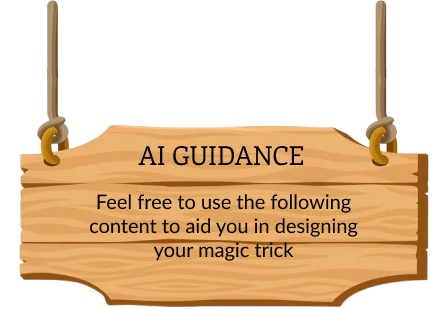 AI GUIDANCE
Feel free to use the following
content to aid you in designing
your magic trick